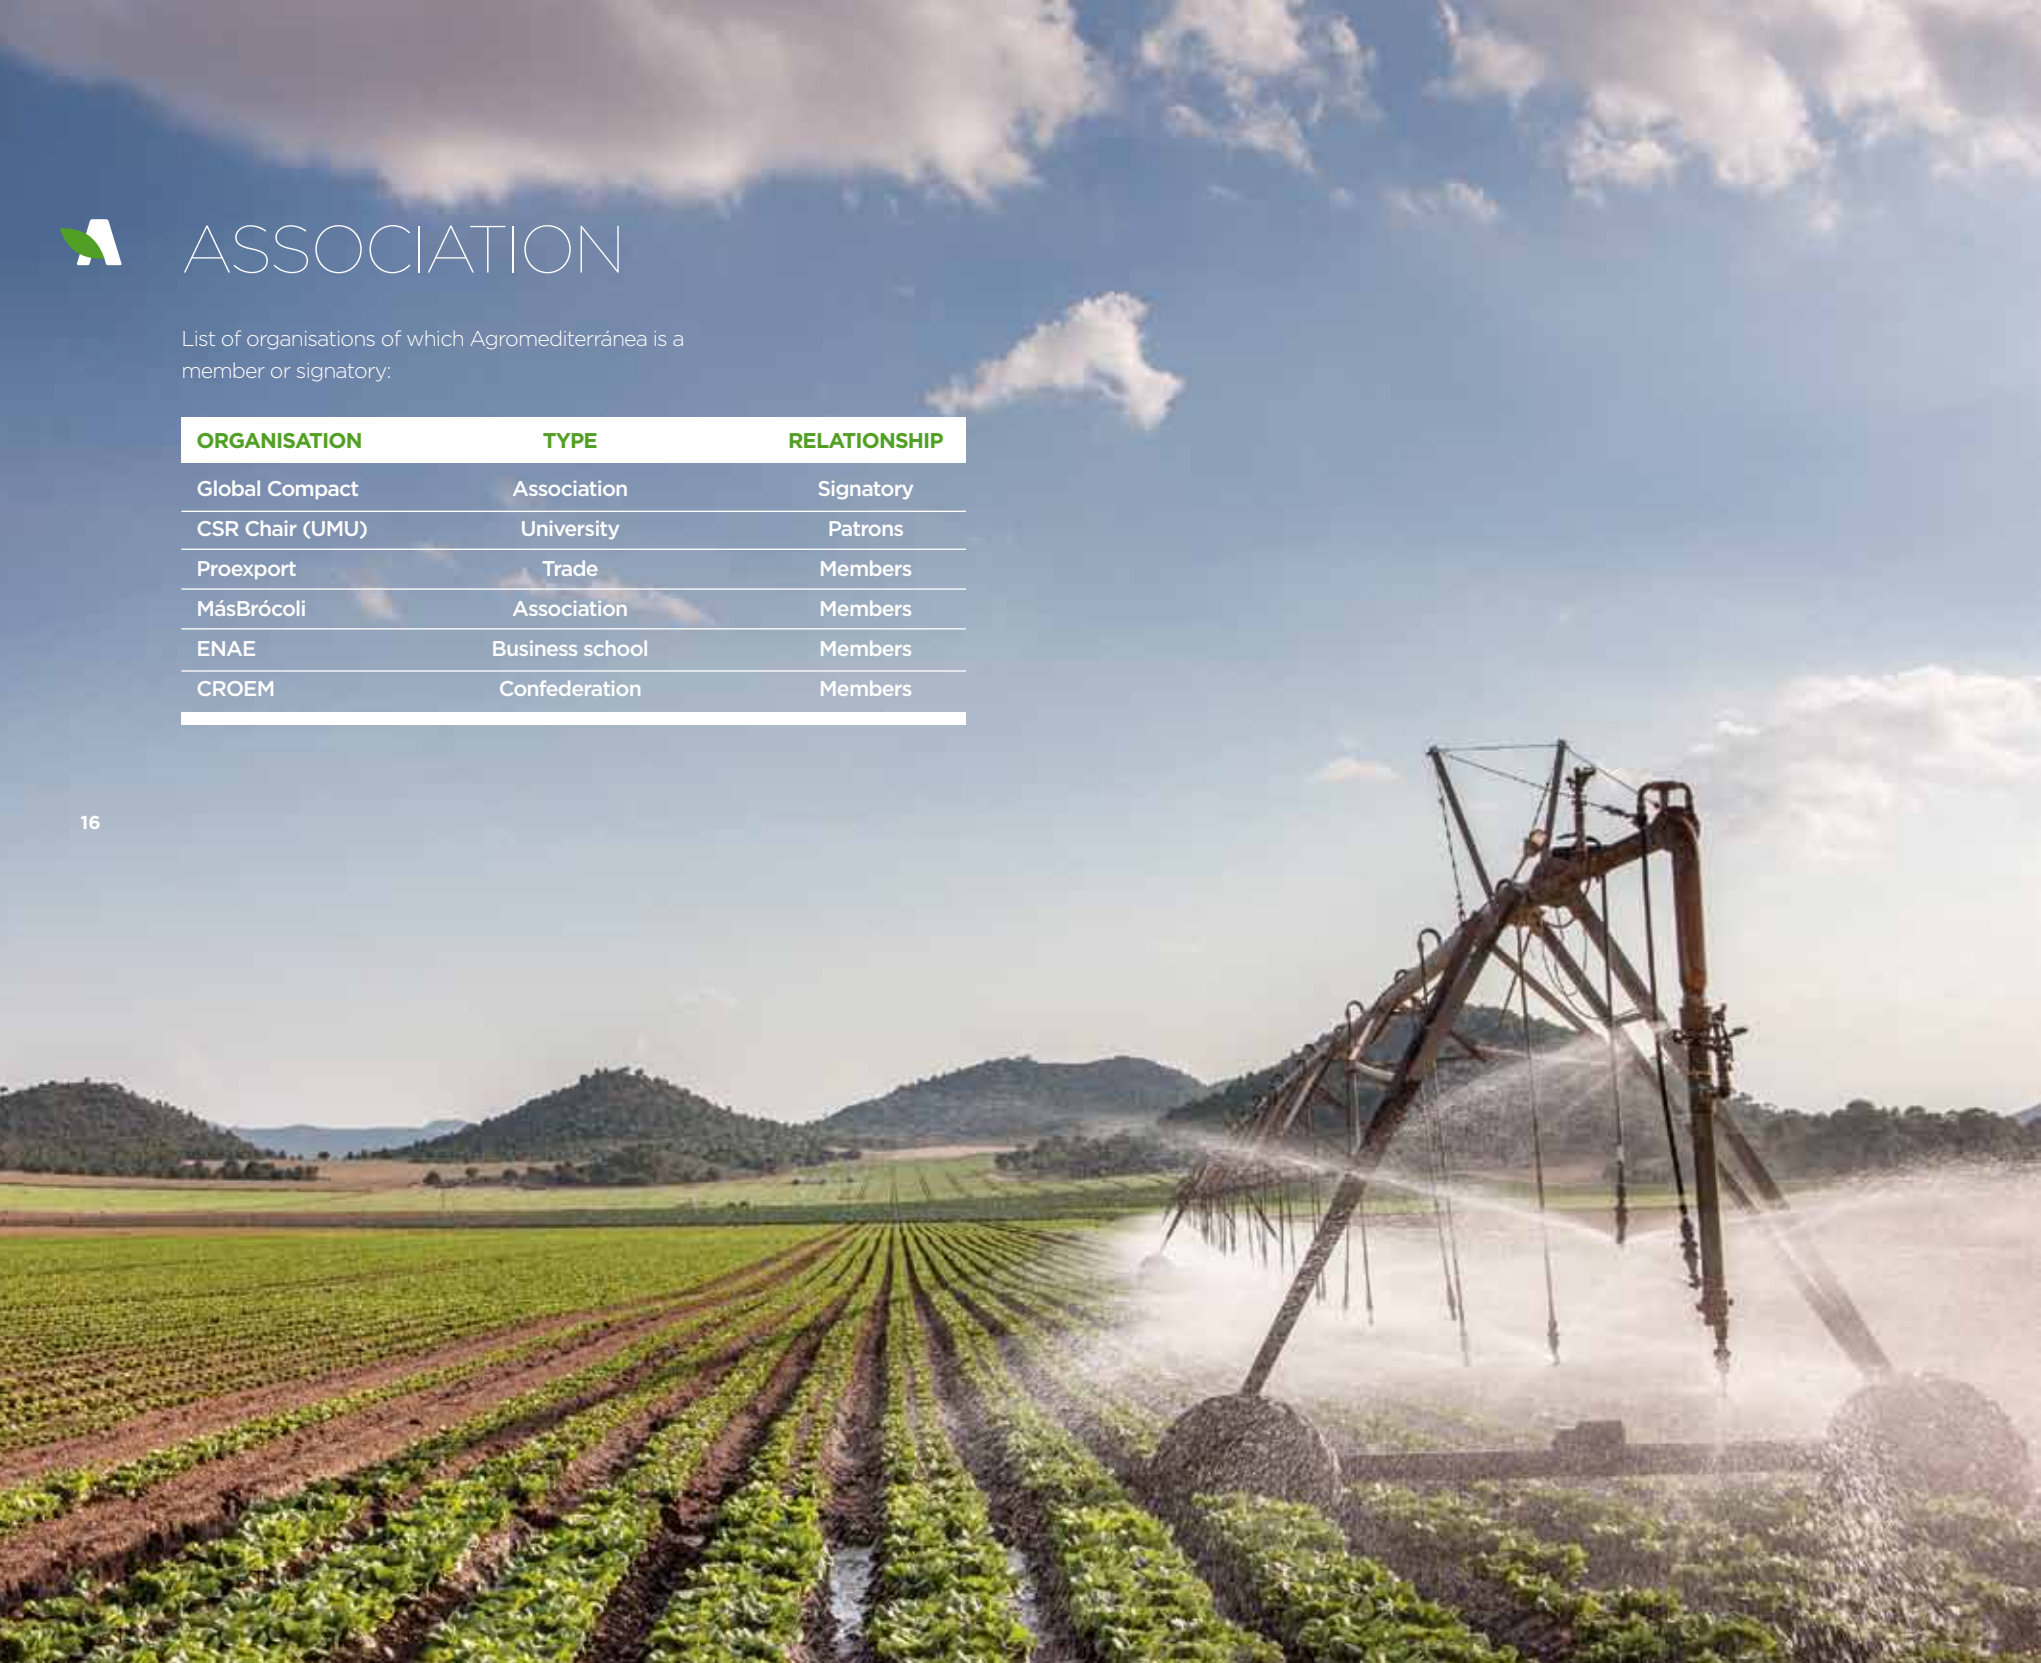 ASSOCIATION
List of organisations of which Agromediterránea is a
member or signatory:
ORGANISATION TYPE RELATIONSHIP
Global Compact Association Signatory
CSR Chair (UMU) University Patrons
Proexport Trade Members
MásBrócoli Association Members
ENAE Business school Members
CROEM Confederation Members
16